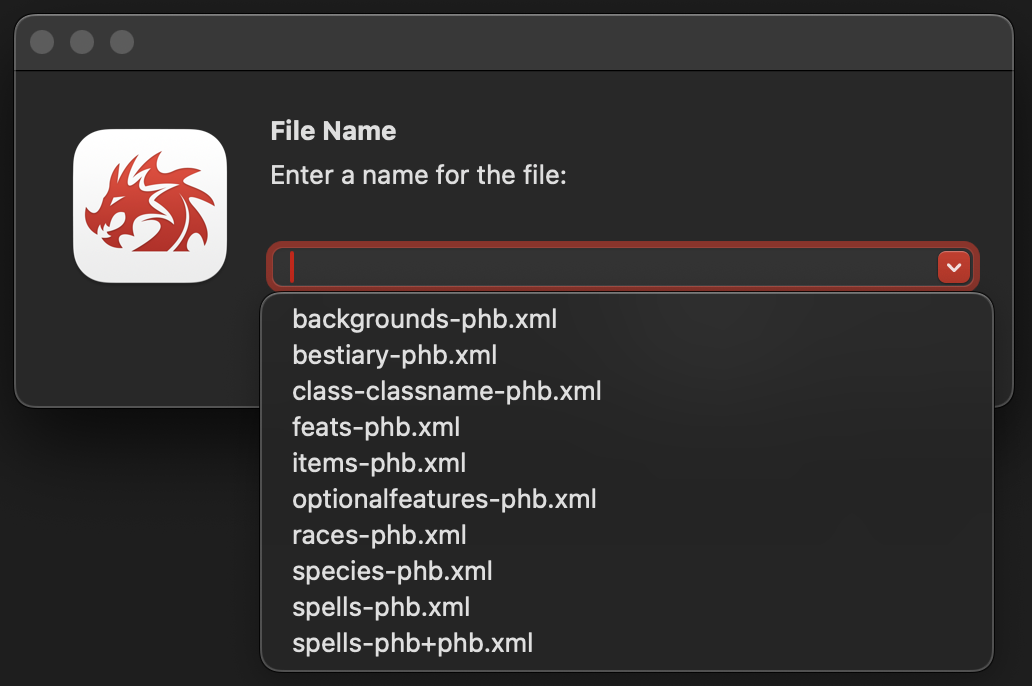 File Name
Enter a name for the file:
backgrounds-phb.xml
bestiary-phb.xml
class-classname-phb.xml
feats-phb.xml
items-phb.xml
optionalfeatures-phb.xml
races-phb.xml
species-phb.xml
spells-phb.xml
spells-phb+phb.xml